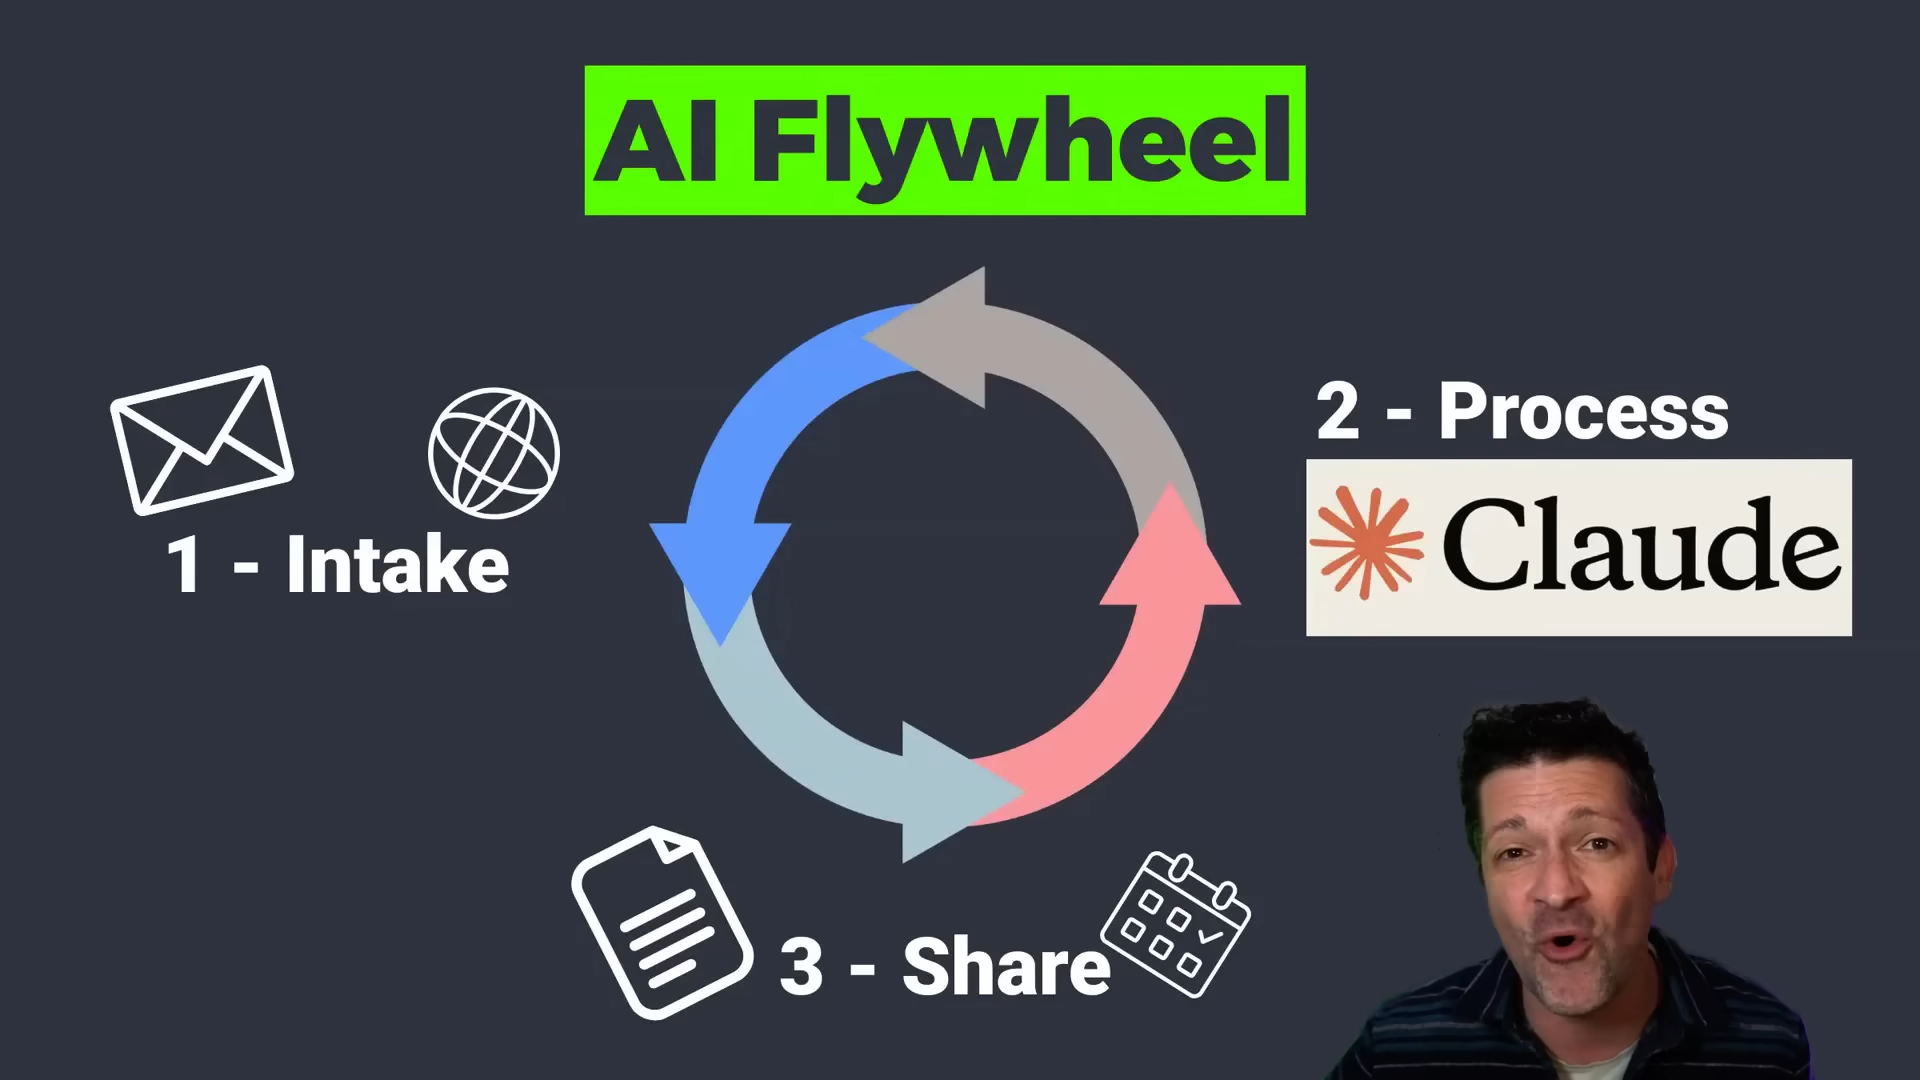 AI Flywheel
1 - Intake
2 - Process
Claude
3 - Share